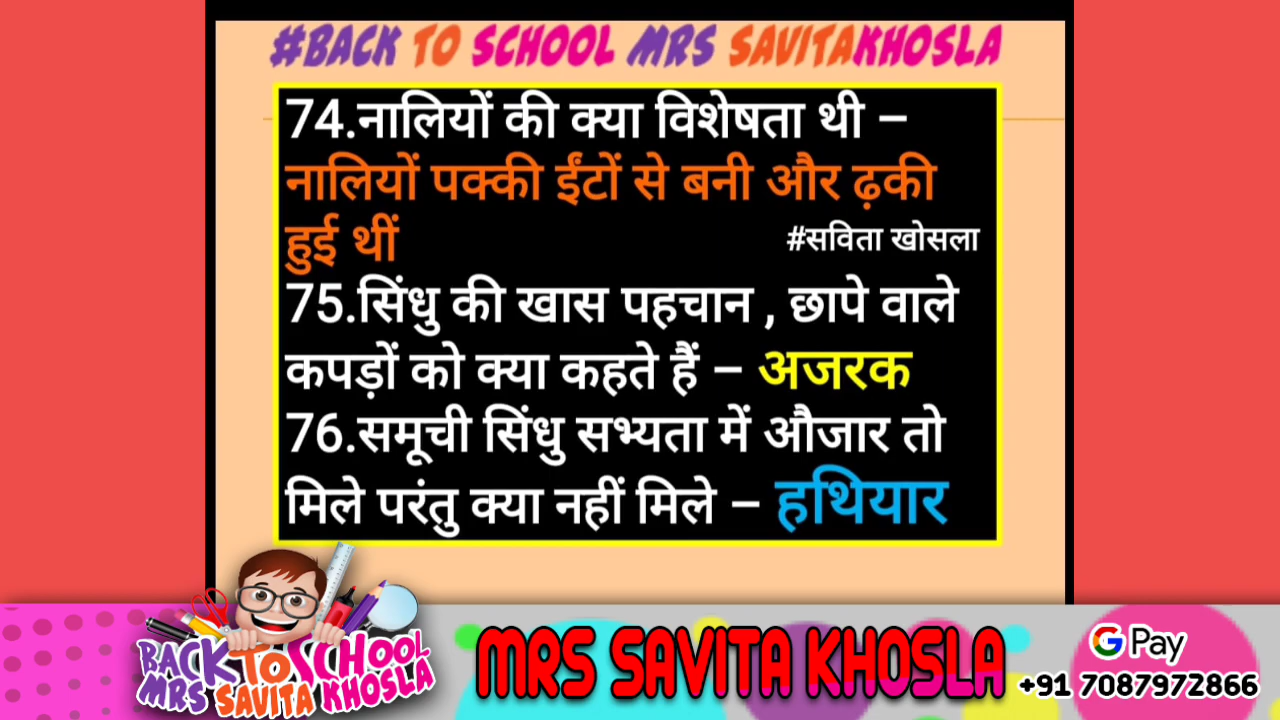 #BACK TO SCHOOL MRS SAVITAKHOSLA
74.नालियों की क्या विशेषता थी –
नालियों पक्की ईंटों से बनी और ढ़की
हुई थीं
#सविता खोसला
75.सिंधु की खास पहचान , छापे वाले
कपड़ों को क्या कहते हैं – अजरक
76.समूची सिंधु सभ्यता में औजार तो
मिले परंतु क्या नहीं मिले – हथियार
BACK TO SCHOOL
MRS SAVITA KHOSLA
MRS SAVITA KHOSLA
G Pay
+91 7087972866